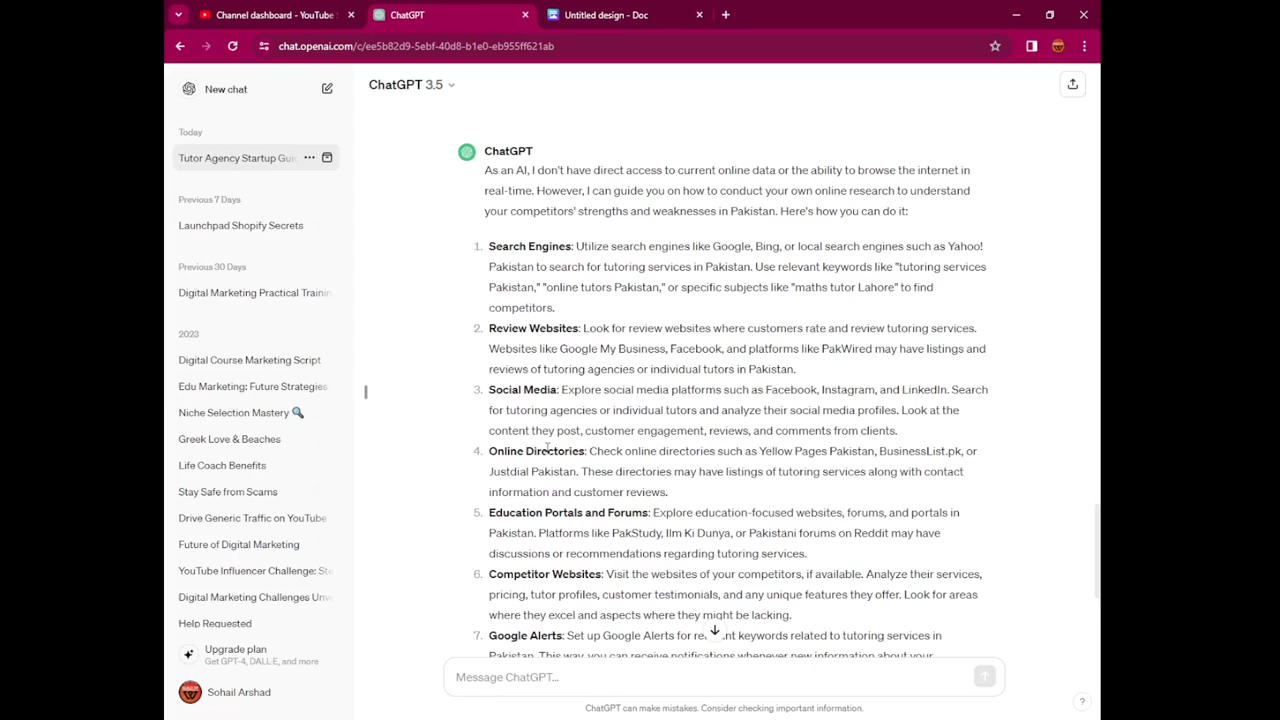 Channel dashboard - YouTube
ChatGPT
Untitled design - Doc
chat.openai.com/c/ee5b82d9-5ebf-40d8-b1e0-eb955ff621ab
New chat
ChatGPT 3.5
Today
Tutor Agency Startup Gui
Previous 7 Days
Launchpad Shopify Secrets
Previous 30 Days
Digital Marketing Practical Trainin
2023
Digital Course Marketing Script
Edu Marketing: Future Strategies
Niche Selection Mastery 🔍
Greek Love & Beaches
Life Coach Benefits
Stay Safe from Scams
Drive Generic Traffic on YouTube
Future of Digital Marketing
YouTube Influencer Challenge: Ste
Digital Marketing Challenges Unv
Help Requested
Upgrade plan
Get GPT-4, DALL·E, and more
Sohail Arshad
ChatGPT
As an AI, I don't have direct access to current online data or the ability to browse the internet in
real-time. However, I can guide you on how to conduct your own online research to understand
your competitors' strengths and weaknesses in Pakistan. Here's how you can do it:
1. Search Engines: Utilize search engines like Google, Bing, or local search engines such as Yahoo!
Pakistan to search for tutoring services in Pakistan. Use relevant keywords like "tutoring services
Pakistan," "online tutors Pakistan," or specific subjects like "maths tutor Lahore" to find
competitors.
2. Review Websites: Look for review websites where customers rate and review tutoring services.
Websites like Google My Business, Facebook, and platforms like PakWired may have listings and
reviews of tutoring agencies or individual tutors in Pakistan.
3. Social Media: Explore social media platforms such as Facebook, Instagram, and LinkedIn. Search
for tutoring agencies or individual tutors and analyze their social media profiles. Look at the
content they post, customer engagement, reviews, and comments from clients.
4. Online Directories: Check online directories such as Yellow Pages Pakistan, BusinessList.pk, or
Justdial Pakistan. These directories may have listings of tutoring services along with contact
information and customer reviews.
5. Education Portals and Forums: Explore education-focused websites, forums, and portals in
Pakistan. Platforms like PakStudy, Ilm Ki Dunya, or Pakistani forums on Reddit may have
discussions or recommendations regarding tutoring services.
6. Competitor Websites: Visit the websites of your competitors, if available. Analyze their services,
pricing, tutor profiles, customer testimonials, and any unique features they offer. Look for areas
where they excel and aspects where they might be lacking.
7. Google Alerts: Set up Google Alerts for keywords related to tutoring services in
Pakistan. This way, you can receive notifications whenever new information about your
Message ChatGPT...
ChatGPT can make mistakes. Consider checking important information.
?